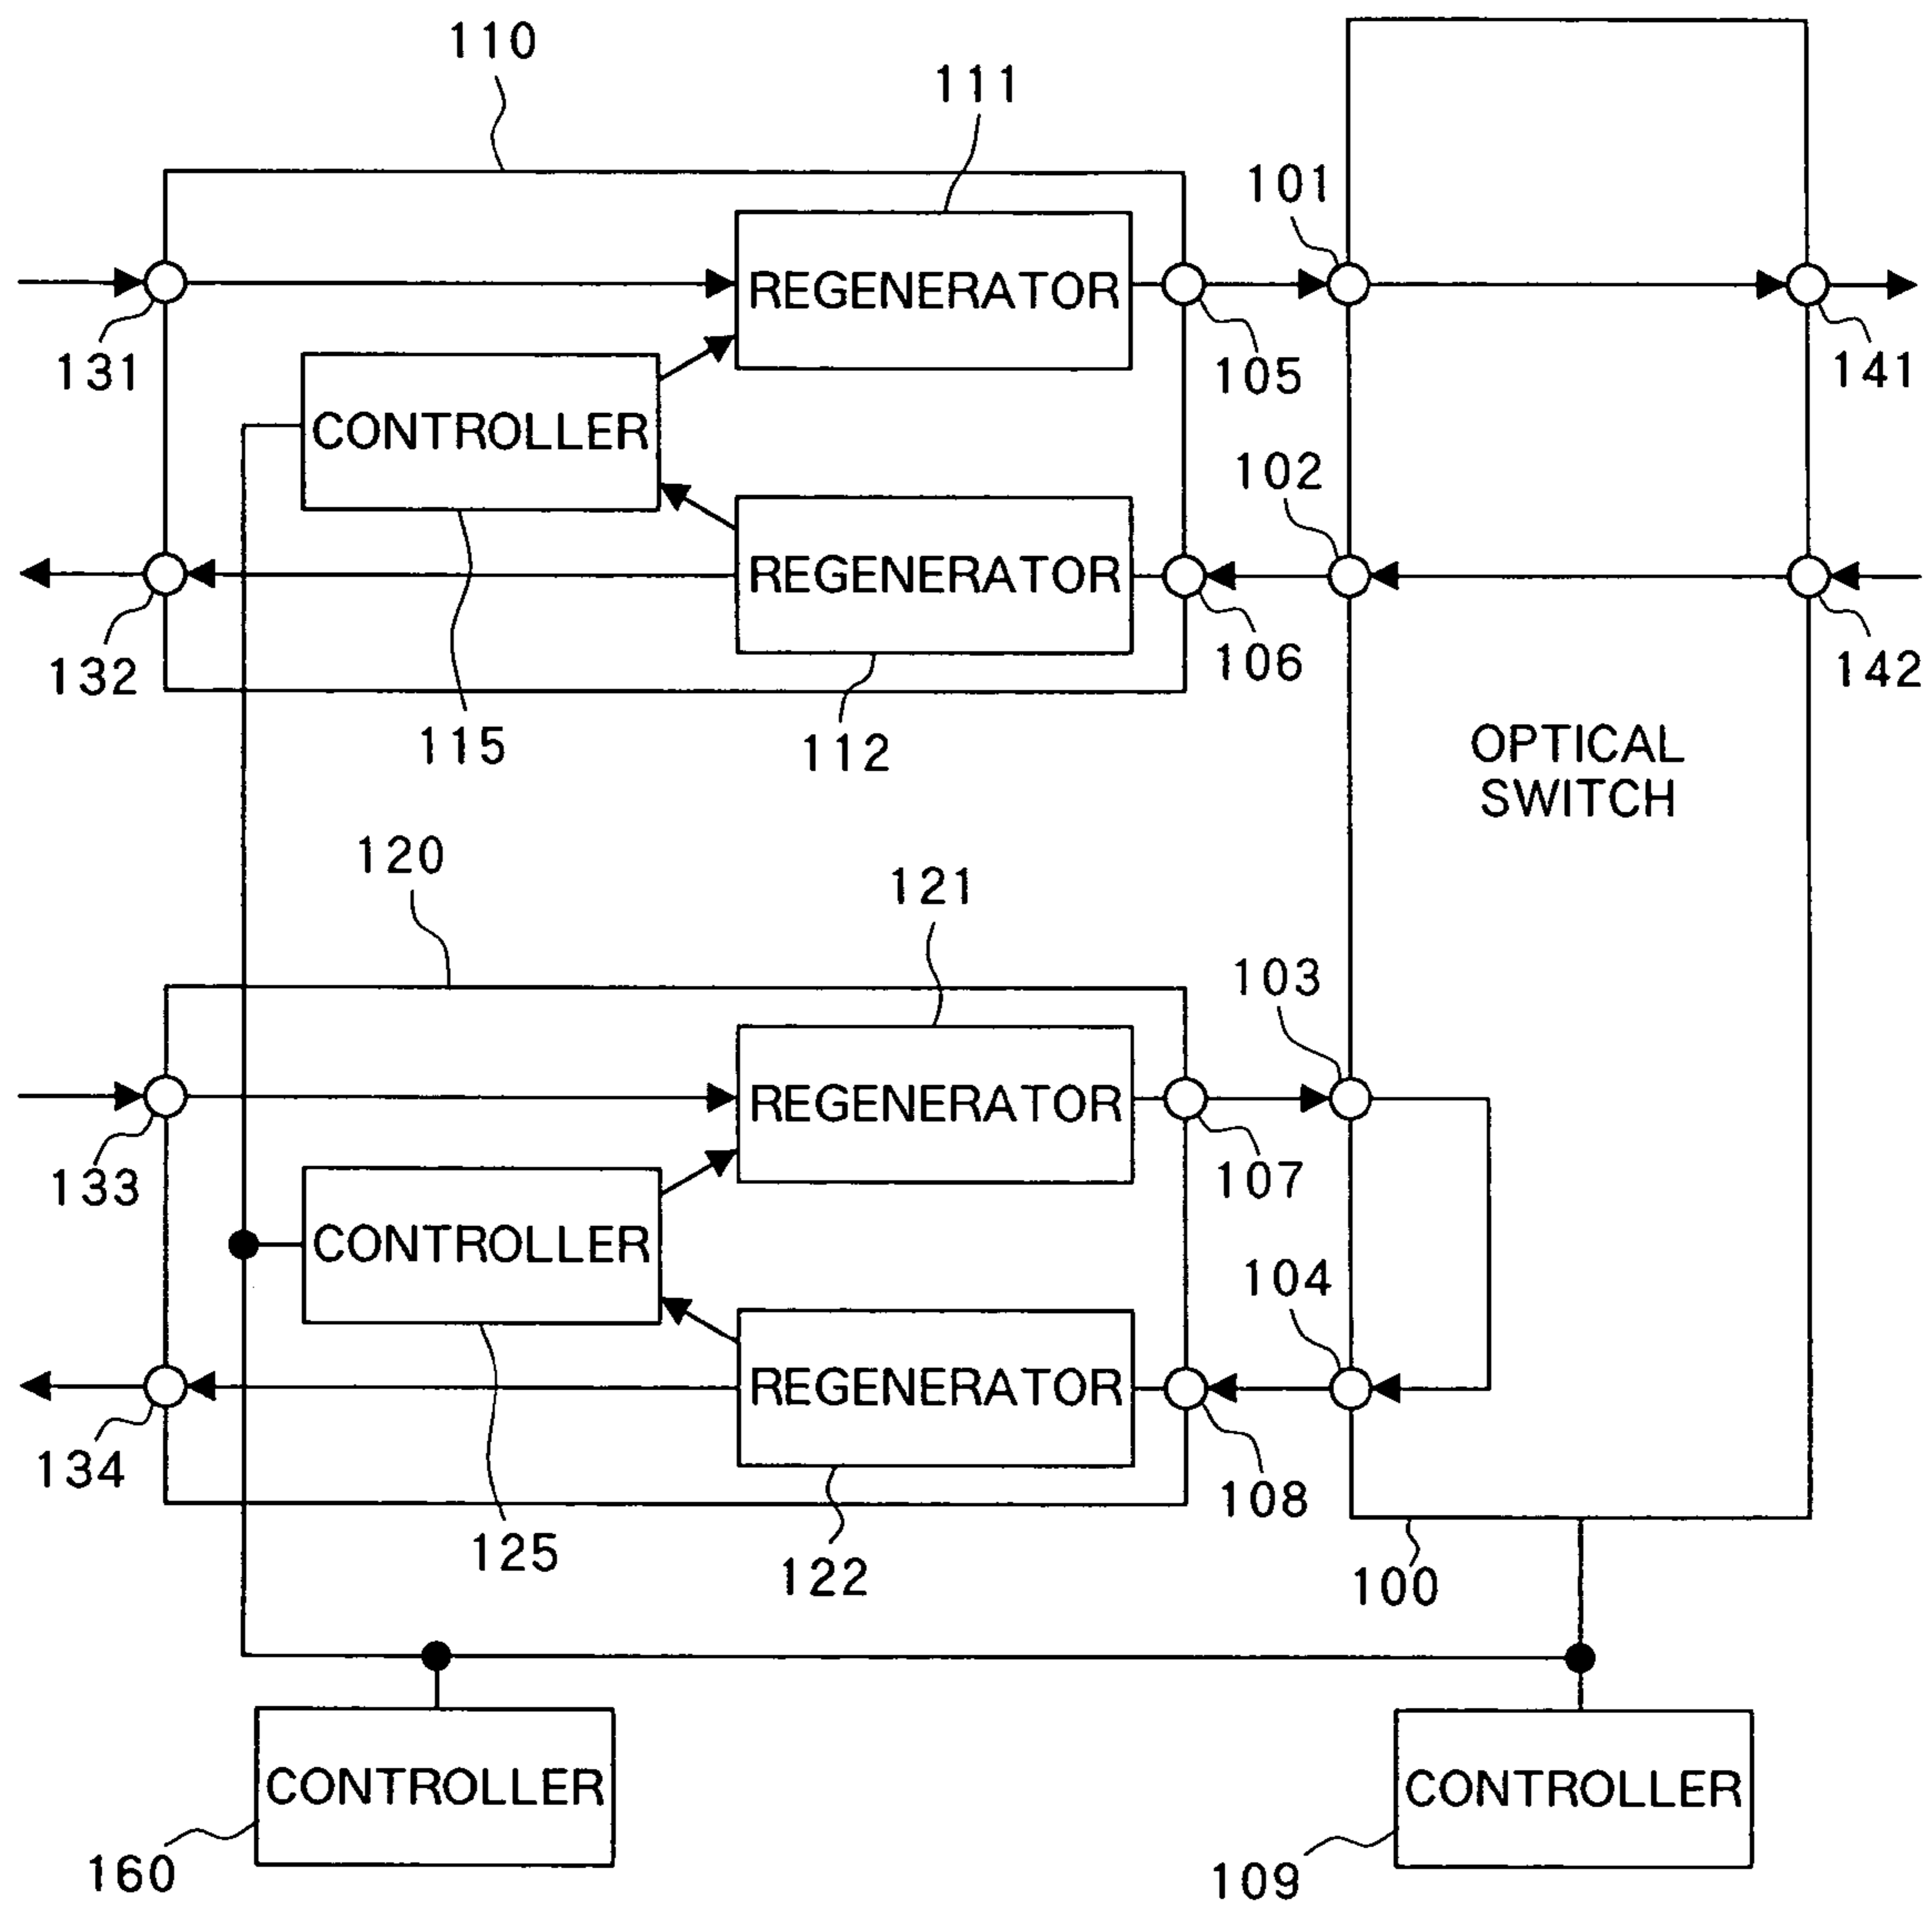 110
111
101
REGENERATOR
131
105
141
CONTROLLER
102
REGENERATOR
132
106
142
115
112
OPTICAL
SWITCH
120
121
103
REGENERATOR
133
107
CONTROLLER
104
REGENERATOR
134
108
125
122
100
CONTROLLER
CONTROLLER
160
109